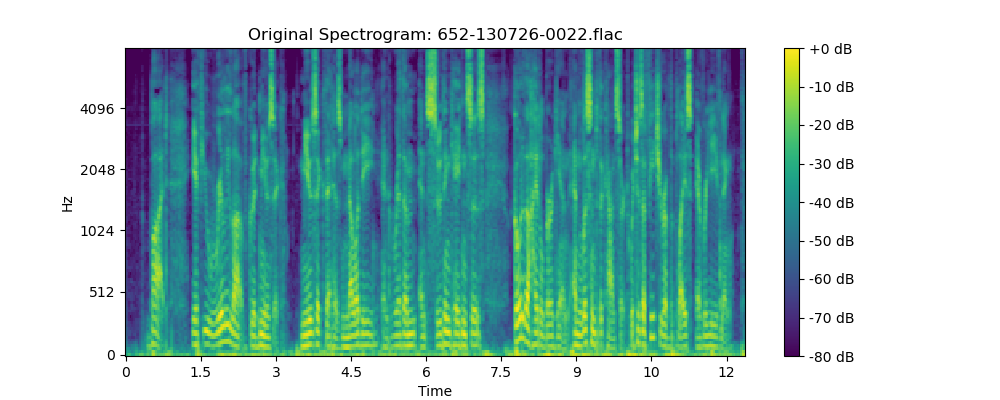 Original Spectrogram: 652-130726-0022.flac
Hz
4096
2048
1024
512
0
0 1.5 3 4.5 6 7.5 9 10 12
Time
+0 dB
-10 dB
-20 dB
-30 dB
-40 dB
-50 dB
-60 dB
-70 dB
-80 dB